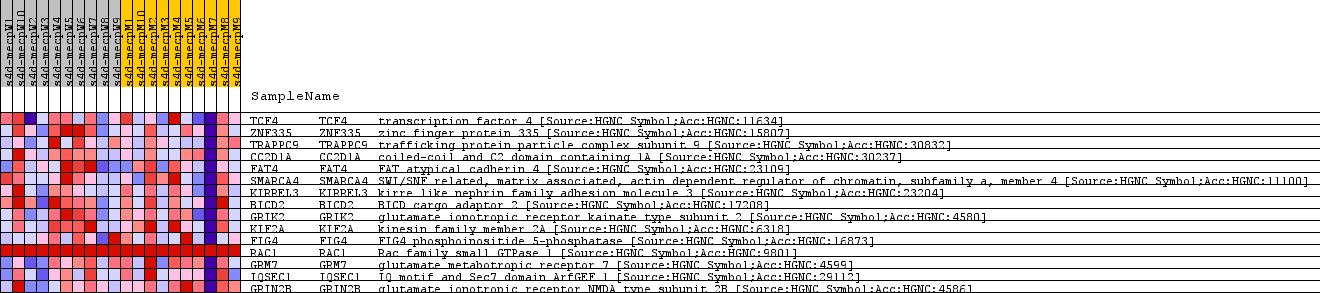 s4d-mecpW1
s4d-mecpW10
s4d-mecpW2
s4d-mecpW3
s4d-mecpW4
s4d-mecpW5
s4d-mecpW6
s4d-mecpW7
s4d-mecpW8
s4d-mecpW9
s4d-mecpM1
s4d-mecpM10
s4d-mecpM2
s4d-mecpM3
s4d-mecpM4
s4d-mecpM5
s4d-mecpM6
s4d-mecpM7
s4d-mecpM8
s4d-mecpM9
SampleName
TCF4 TCF4 transcription factor 4 [Source:HGNC Symbol;Acc:HGNC:11634]
ZNF335 ZNF335 zinc finger protein 335 [Source:HGNC Symbol;Acc:HGNC:15807]
TRAPPC9 TRAPPC9 trafficking protein particle complex subunit 9 [Source:HGNC Symbol;Acc:HGNC:30832]
CC2D1A CC2D1A coiled-coil and C2 domain containing 1A [Source:HGNC Symbol;Acc:HGNC:30237]
FAT4 FAT4 FAT atypical cadherin 4 [Source:HGNC Symbol;Acc:HGNC:23109]
SMARCA4 SMARCA4 SWI/SNF related, matrix associated, actin dependent regulator of chromatin, subfamily a, member 4 [Source:HGNC Symbol;Acc:HGNC:11100]
KIRREL3 KIRREL3 kirre like nephrin family adhesion molecule 3 [Source:HGNC Symbol;Acc:HGNC:23204]
BICD2 BICD2 BICD cargo adaptor 2 [Source:HGNC Symbol;Acc:HGNC:17208]
GRIK2 GRIK2 glutamate ionotropic receptor kainate type subunit 2 [Source:HGNC Symbol;Acc:HGNC:4580]
KIF2A KIF2A kinesin family member 2A [Source:HGNC Symbol;Acc:HGNC:6318]
FIG4 FIG4 FIG4 phosphoinositide 5-phosphatase [Source:HGNC Symbol;Acc:HGNC:16873]
RAC1 RAC1 Rac family small GTPase 1 [Source:HGNC Symbol;Acc:HGNC:9801]
GRM7 GRM7 glutamate metabotropic receptor 7 [Source:HGNC Symbol;Acc:HGNC:4599]
IQSEC1 IQSEC1 IQ motif and Sec7 domain ArfGEF 1 [Source:HGNC Symbol;Acc:HGNC:29112]
GRIN2B GRIN2B glutamate ionotropic receptor NMDA type subunit 2B [Source:HGNC Symbol;Acc:HGNC:4586]